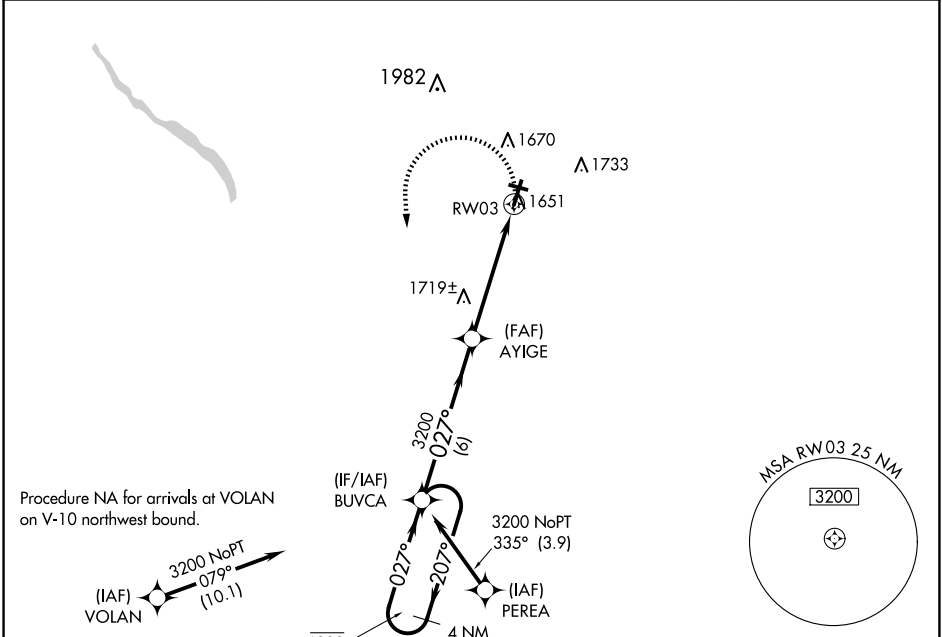 1982
1670
1733
RW03
1651
1719±
(FAF)
AYIGE
3200
027°
(6)
(IF/IAF)
BUVCA
MSA RW03 25 NM
3200
Procedure NA for arrivals at VOLAN
on V-10 northwest bound.
3200 NoPT
335° (3.9)
3200 NoPT
079°
(10.1)
027°
207°
(IAF)
VOLAN
(IAF)
PEREA
4 NM